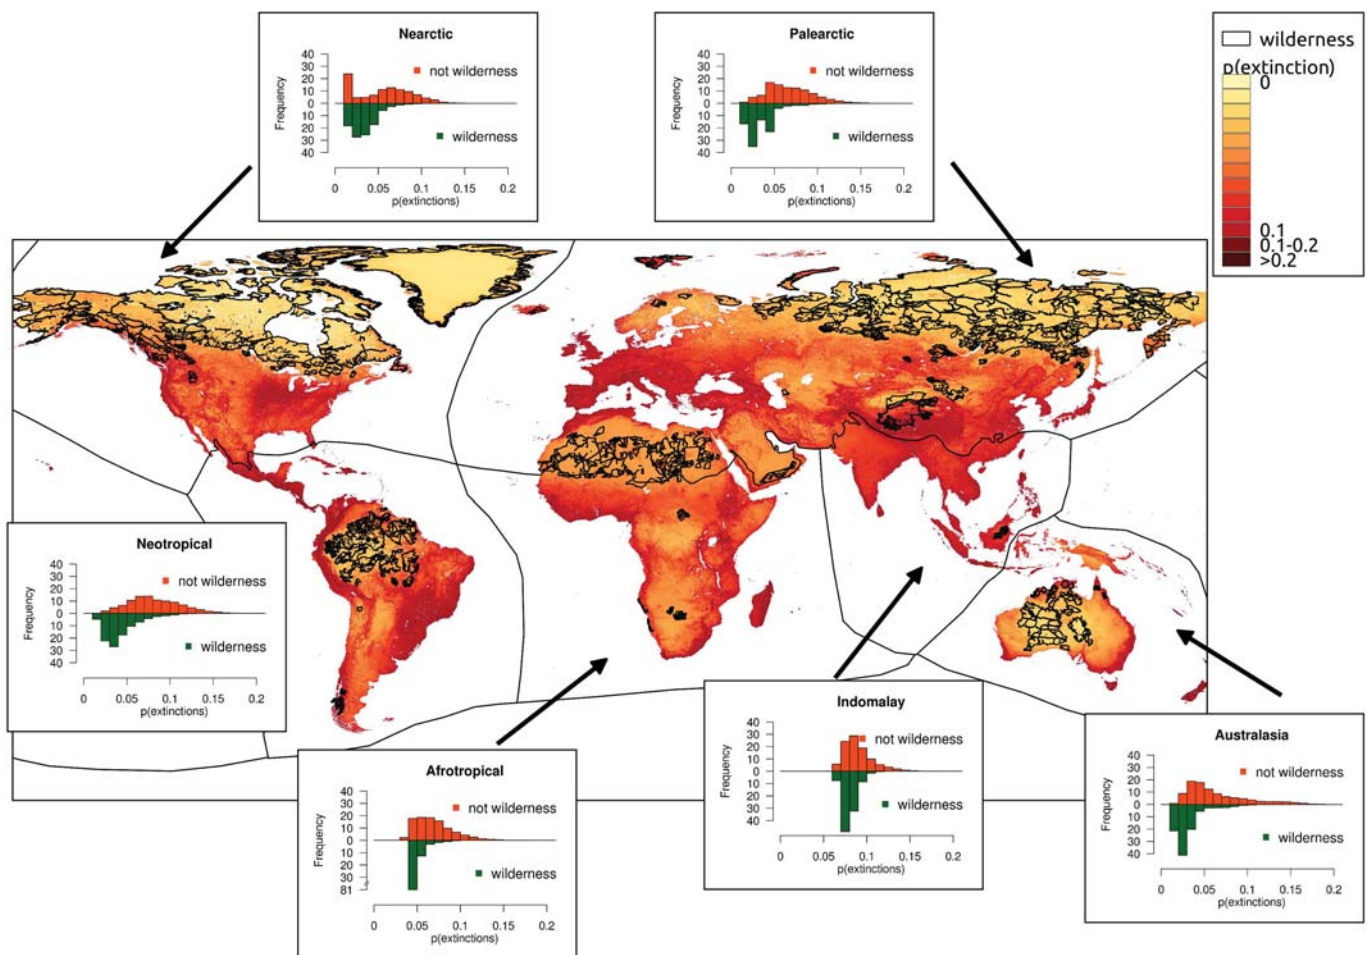 Nearctic
40
30
20
10
0
10
20
30
40
Frequency
not wilderness
wilderness
0 0.05 0.1 0.15 0.2
p(extinctions)
Palearctic
40
30
20
10
0
10
20
30
40
Frequency
not wilderness
wilderness
0 0.05 0.1 0.15 0.2
p(extinctions)
wilderness
p(extinction)
0
0.1
0.1-0.2
>0.2
Neotropical
40
30
20
10
0
10
20
30
40
Frequency
not wilderness
wilderness
0 0.05 0.1 0.15 0.2
p(extinctions)
Afrotropical
40
30
20
10
0
10
20
30
81
Frequency
not wilderness
wilderness
0 0.05 0.1 0.15 0.2
p(extinctions)
Indomalay
40
30
20
10
0
10
20
30
40
Frequency
not wilderness
wilderness
0 0.05 0.1 0.15 0.2
p(extinctions)
Australasia
40
30
20
10
0
10
20
30
40
Frequency
not wilderness
wilderness
0 0.05 0.1 0.15 0.2
p(extinctions)